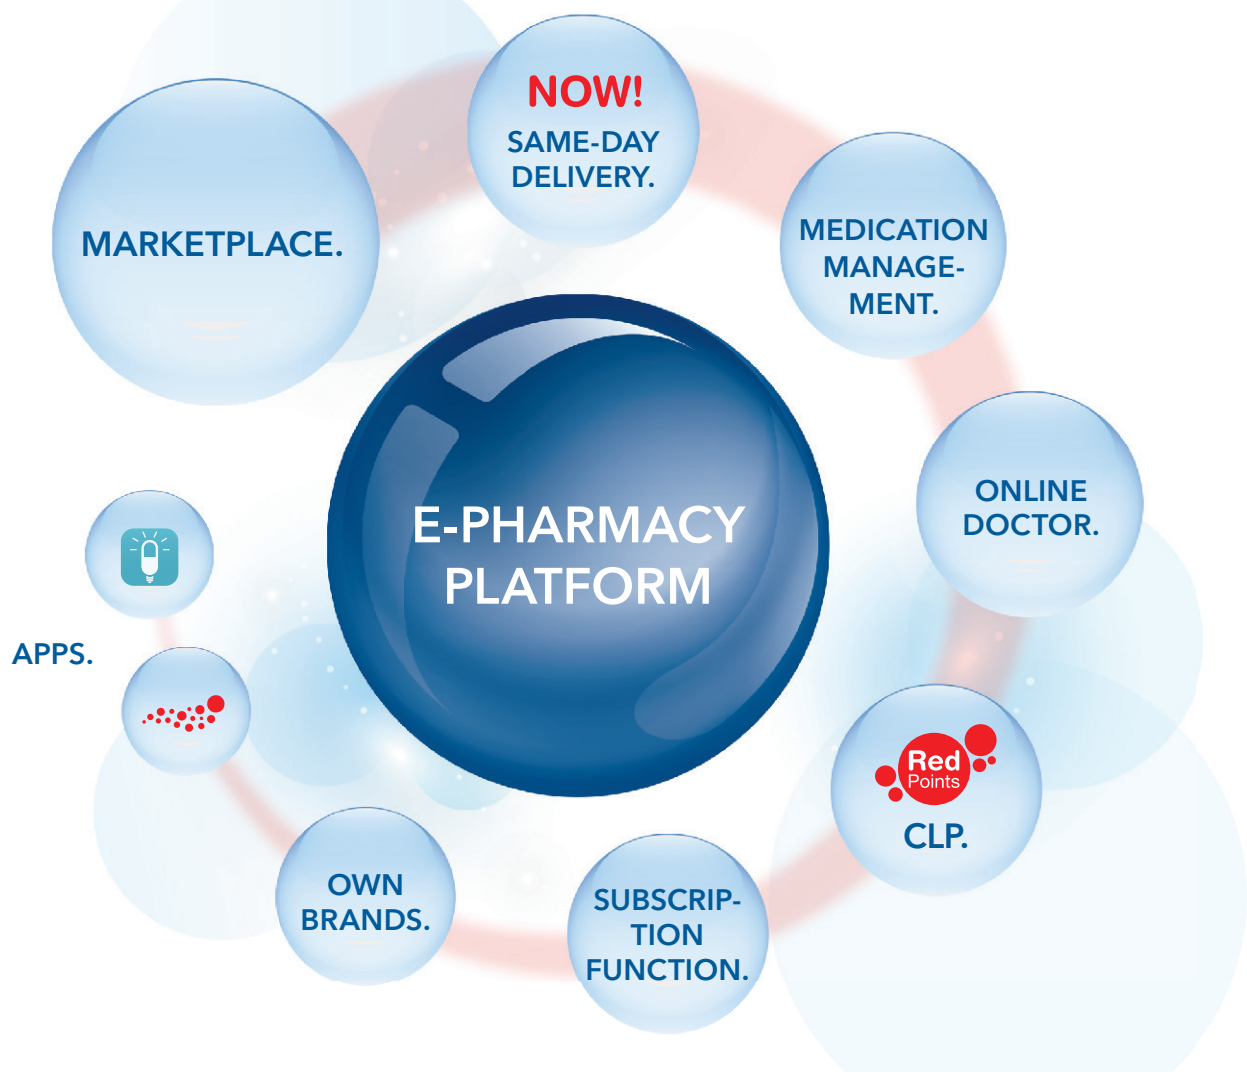 NOW!
SAME-DAY
DELIVERY.
MARKETPLACE.
MEDICATION
MANAGE-
MENT.
ONLINE
DOCTOR.
E-PHARMACY
PLATFORM
APPS.
Red
Points
CLP.
OWN
BRANDS.
SUBSCRIP-
TION
FUNCTION.